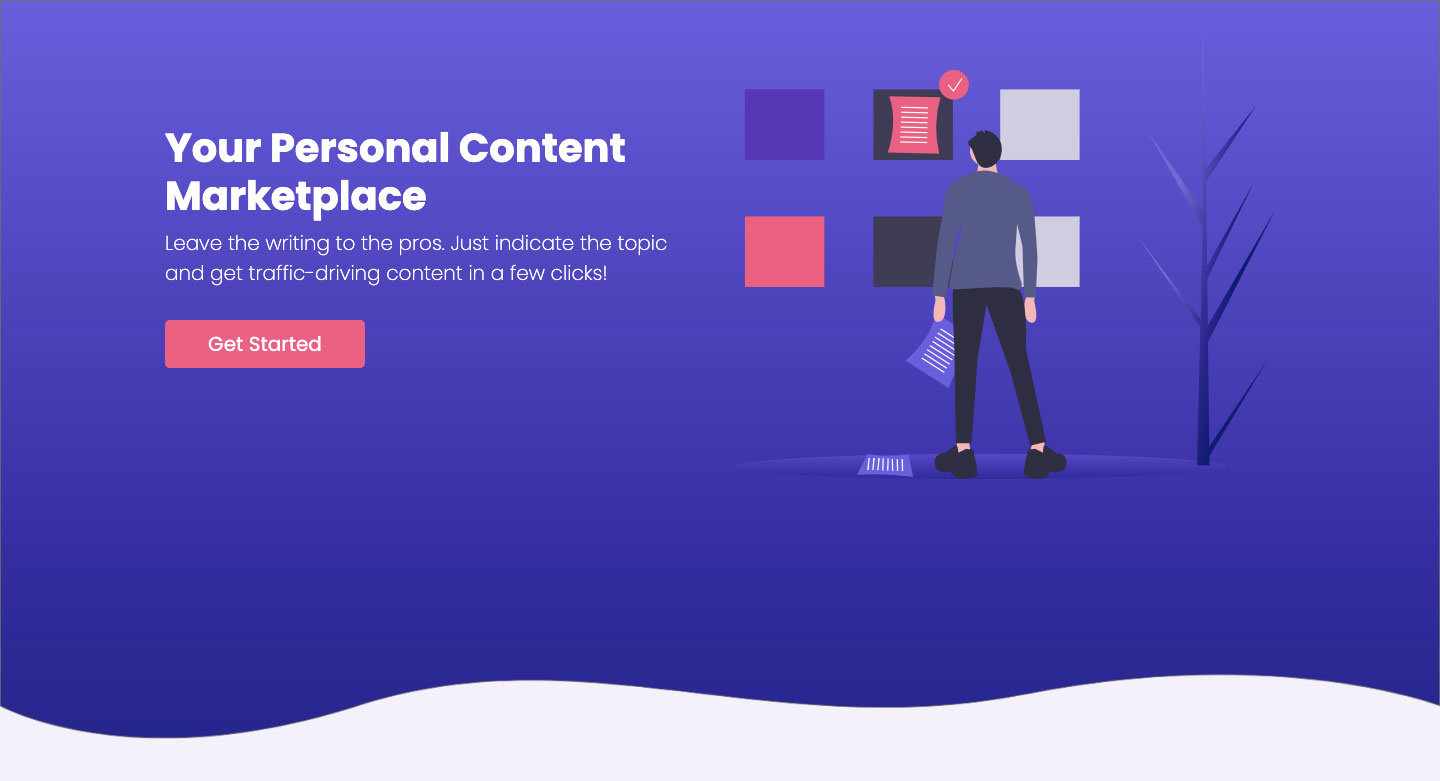 Your Personal Content
Marketplace
Leave the writing to the pros. Just indicate the topic
and get traffic-driving content in a few clicks!
Get Started